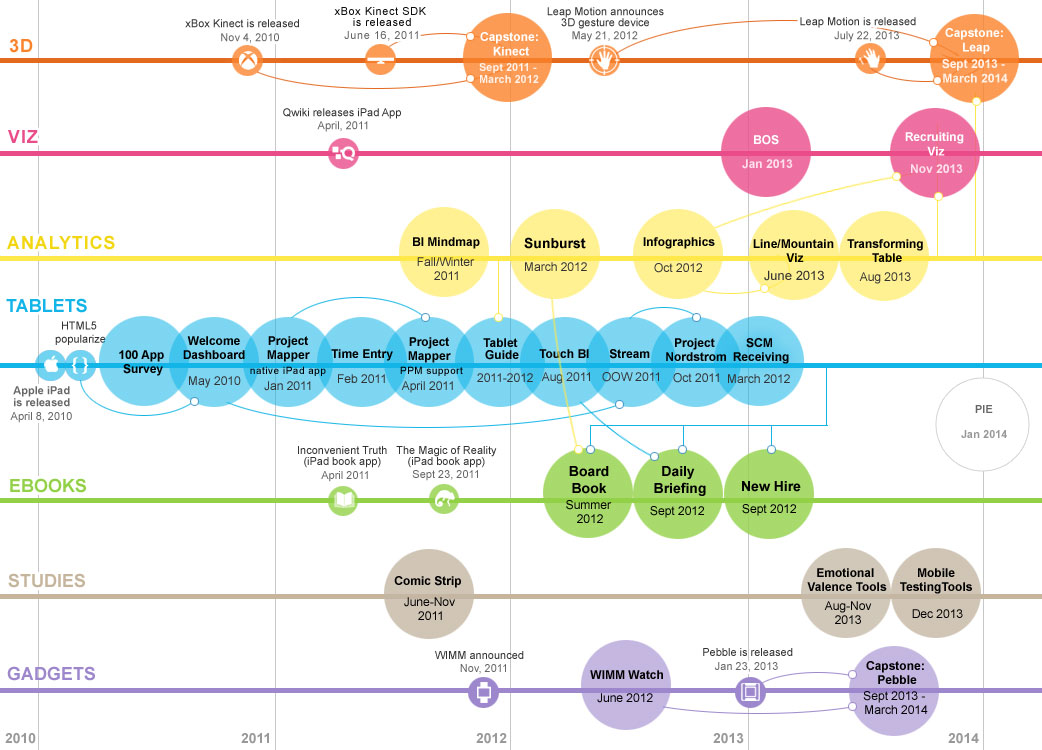 3D
xBox Kinect is released
Nov 4, 2010
xBox Kinect SDK
is released
June 16, 2011
Capstone:
Kinect
Sept 2011 -
March 2012
Leap Motion announces
3D gesture device
May 21, 2012
Leap Motion is released
July 22, 2013
Capstone:
Leap
Sept 2013 -
March 2014
VIZ
Qwiki releases iPad App
April, 2011
BOS
Jan 2013
Recruiting
Viz
Nov 2013
ANALYTICS
BI Mindmap
Fall/Winter
2011
Sunburst
March 2012
Infographics
Oct 2012
Line/Mountain
Viz
June 2013
Transforming
Table
Aug 2013
TABLETS
HTML5
popularize
Apple iPad
is released
April 8, 2010
100 App
Survey
Welcome
Dashboard
May 2010
Project
Mapper
native iPad app
Jan 2011
Time Entry
Feb 2011
Project
Mapper
PPM support
April 2011
Tablet
Guide
2011-2012
Touch BI
Aug 2011
Stream
OOW 2011
Project
Nordstrom
Oct 2011
SCM
Receiving
March 2012
PIE
Jan 2014
EBOOKS
Inconvenient Truth
(iPad book app)
April 2011
The Magic of Reality
(iPad book app)
Sept 23, 2011
Board
Book
Summer
2012
Daily
Briefing
Sept 2012
New Hire
Sept 2012
STUDIES
Comic Strip
June-Nov
2011
Emotional
Valence Tools
Aug-Nov
2013
Mobile
TestingTools
Dec 2013
GADGETS
WIMM announced
Nov, 2011
WIMM Watch
June 2012
Pebble is released
Jan 23, 2013
Capstone:
Pebble
Sept 2013 -
March 2014
2010
2011
2012
2013
2014